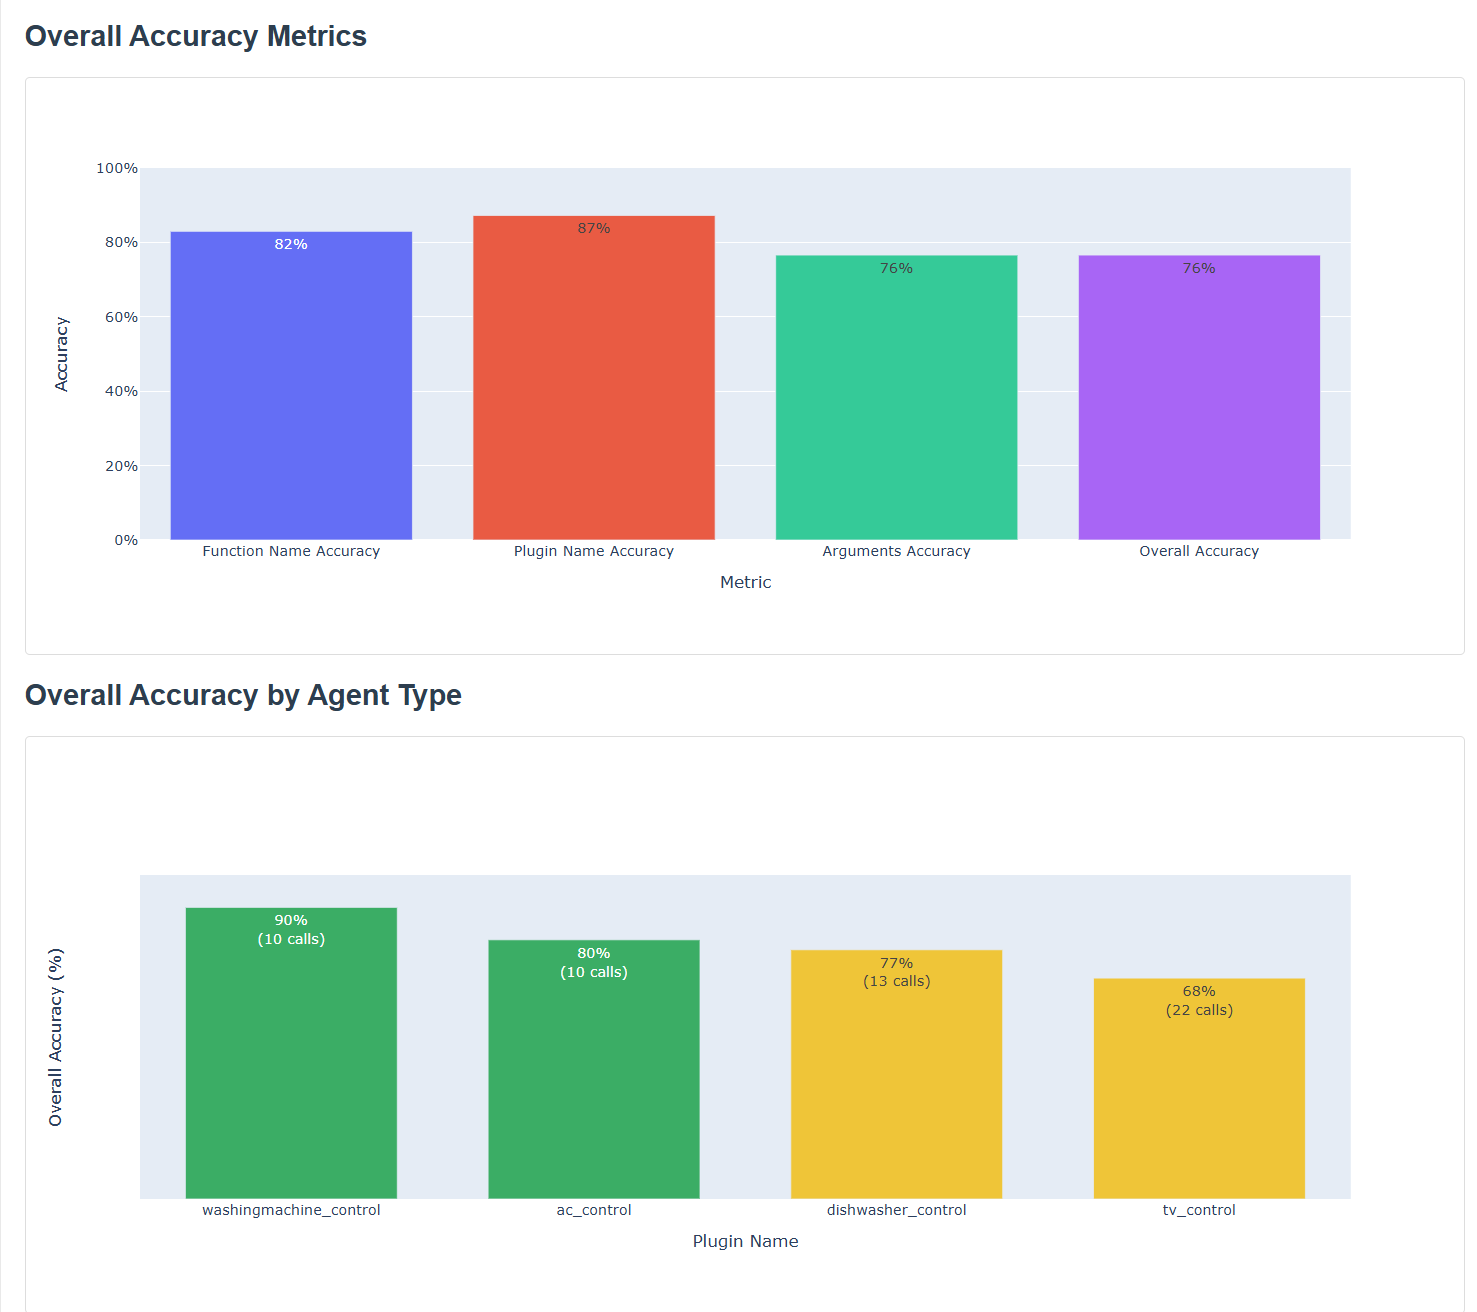 Overall Accuracy Metrics
100%
80%
60%
40%
20%
0%
Accuracy
82%
87%
76%
76%
Function Name Accuracy
Plugin Name Accuracy
Arguments Accuracy
Overall Accuracy
Metric
Overall Accuracy by Agent Type
Overall Accuracy (%)
90%
(10 calls)
80%
(10 calls)
77%
(13 calls)
68%
(22 calls)
washingmachine_control
ac_control
dishwasher_control
tv_control
Plugin Name